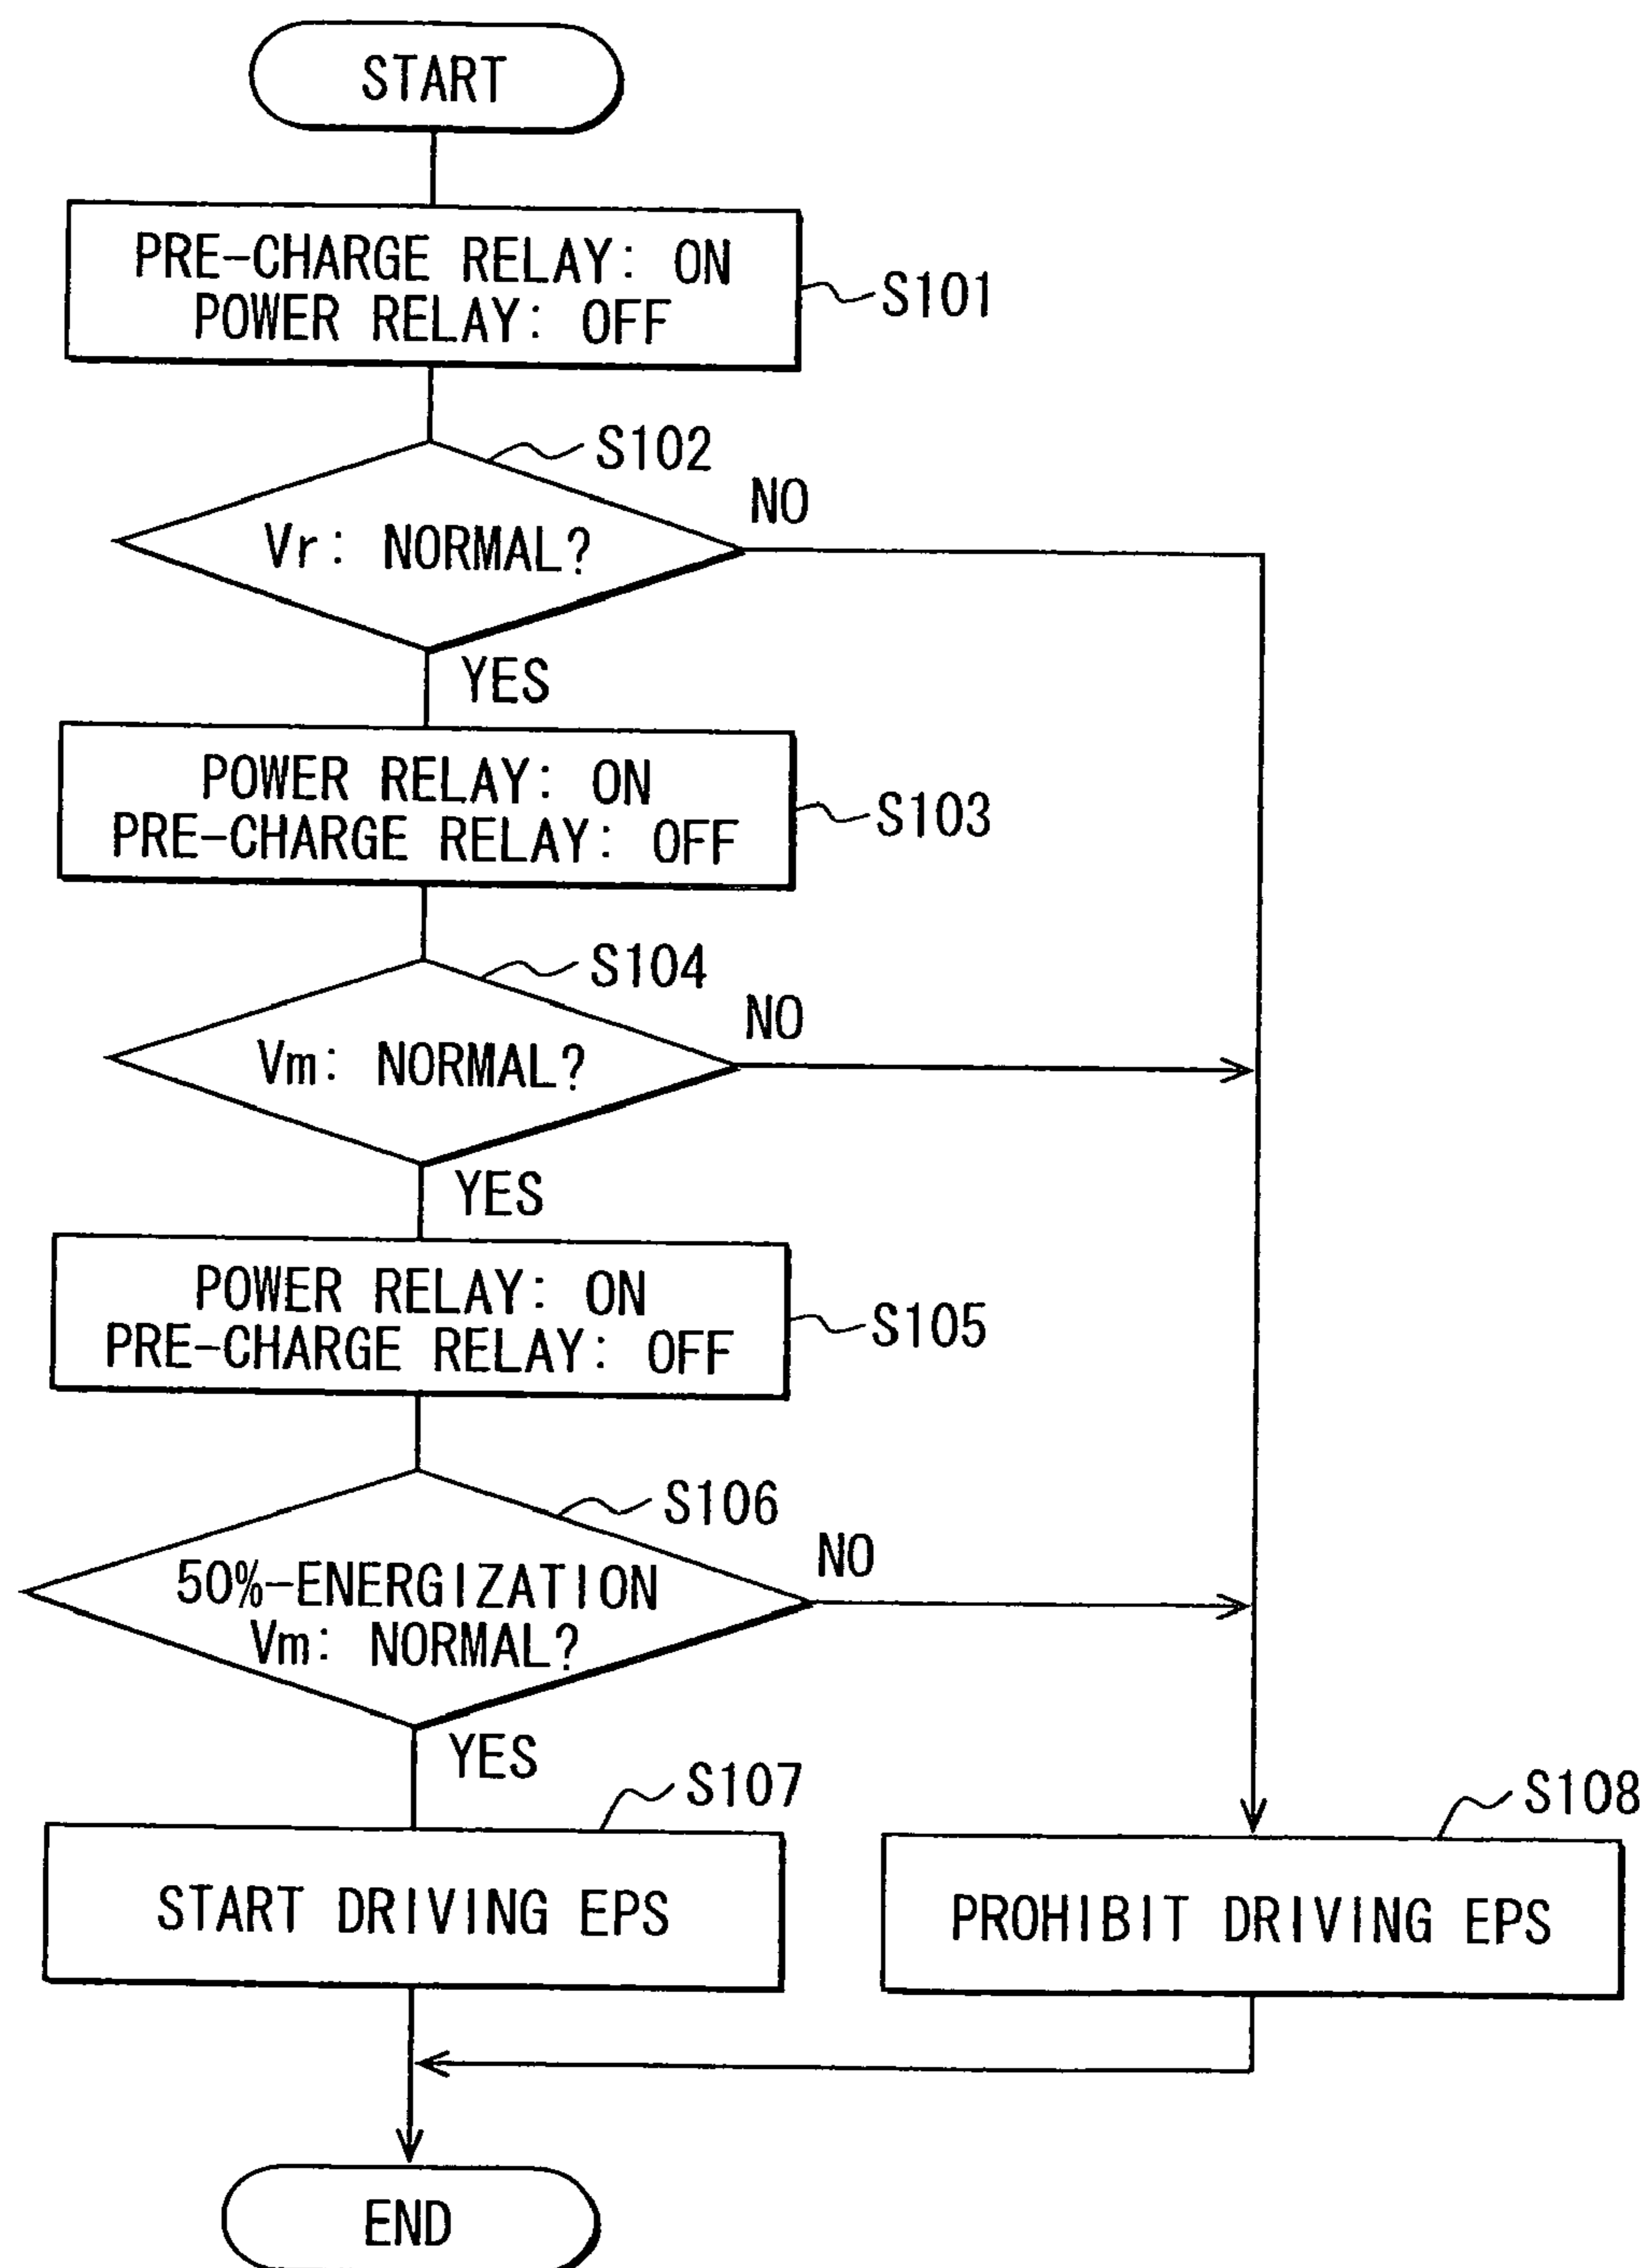 START
PRE-CHARGE RELAY: ON
POWER RELAY: OFF
S101
S102
Vr: NORMAL?
NO
YES
POWER RELAY: ON
PRE-CHARGE RELAY: OFF
S103
S104
Vm: NORMAL?
NO
YES
POWER RELAY: ON
PRE-CHARGE RELAY: OFF
S105
S106
50%-ENERGIZATION
Vm: NORMAL?
NO
YES
S107
START DRIVING EPS
S108
PROHIBIT DRIVING EPS
END